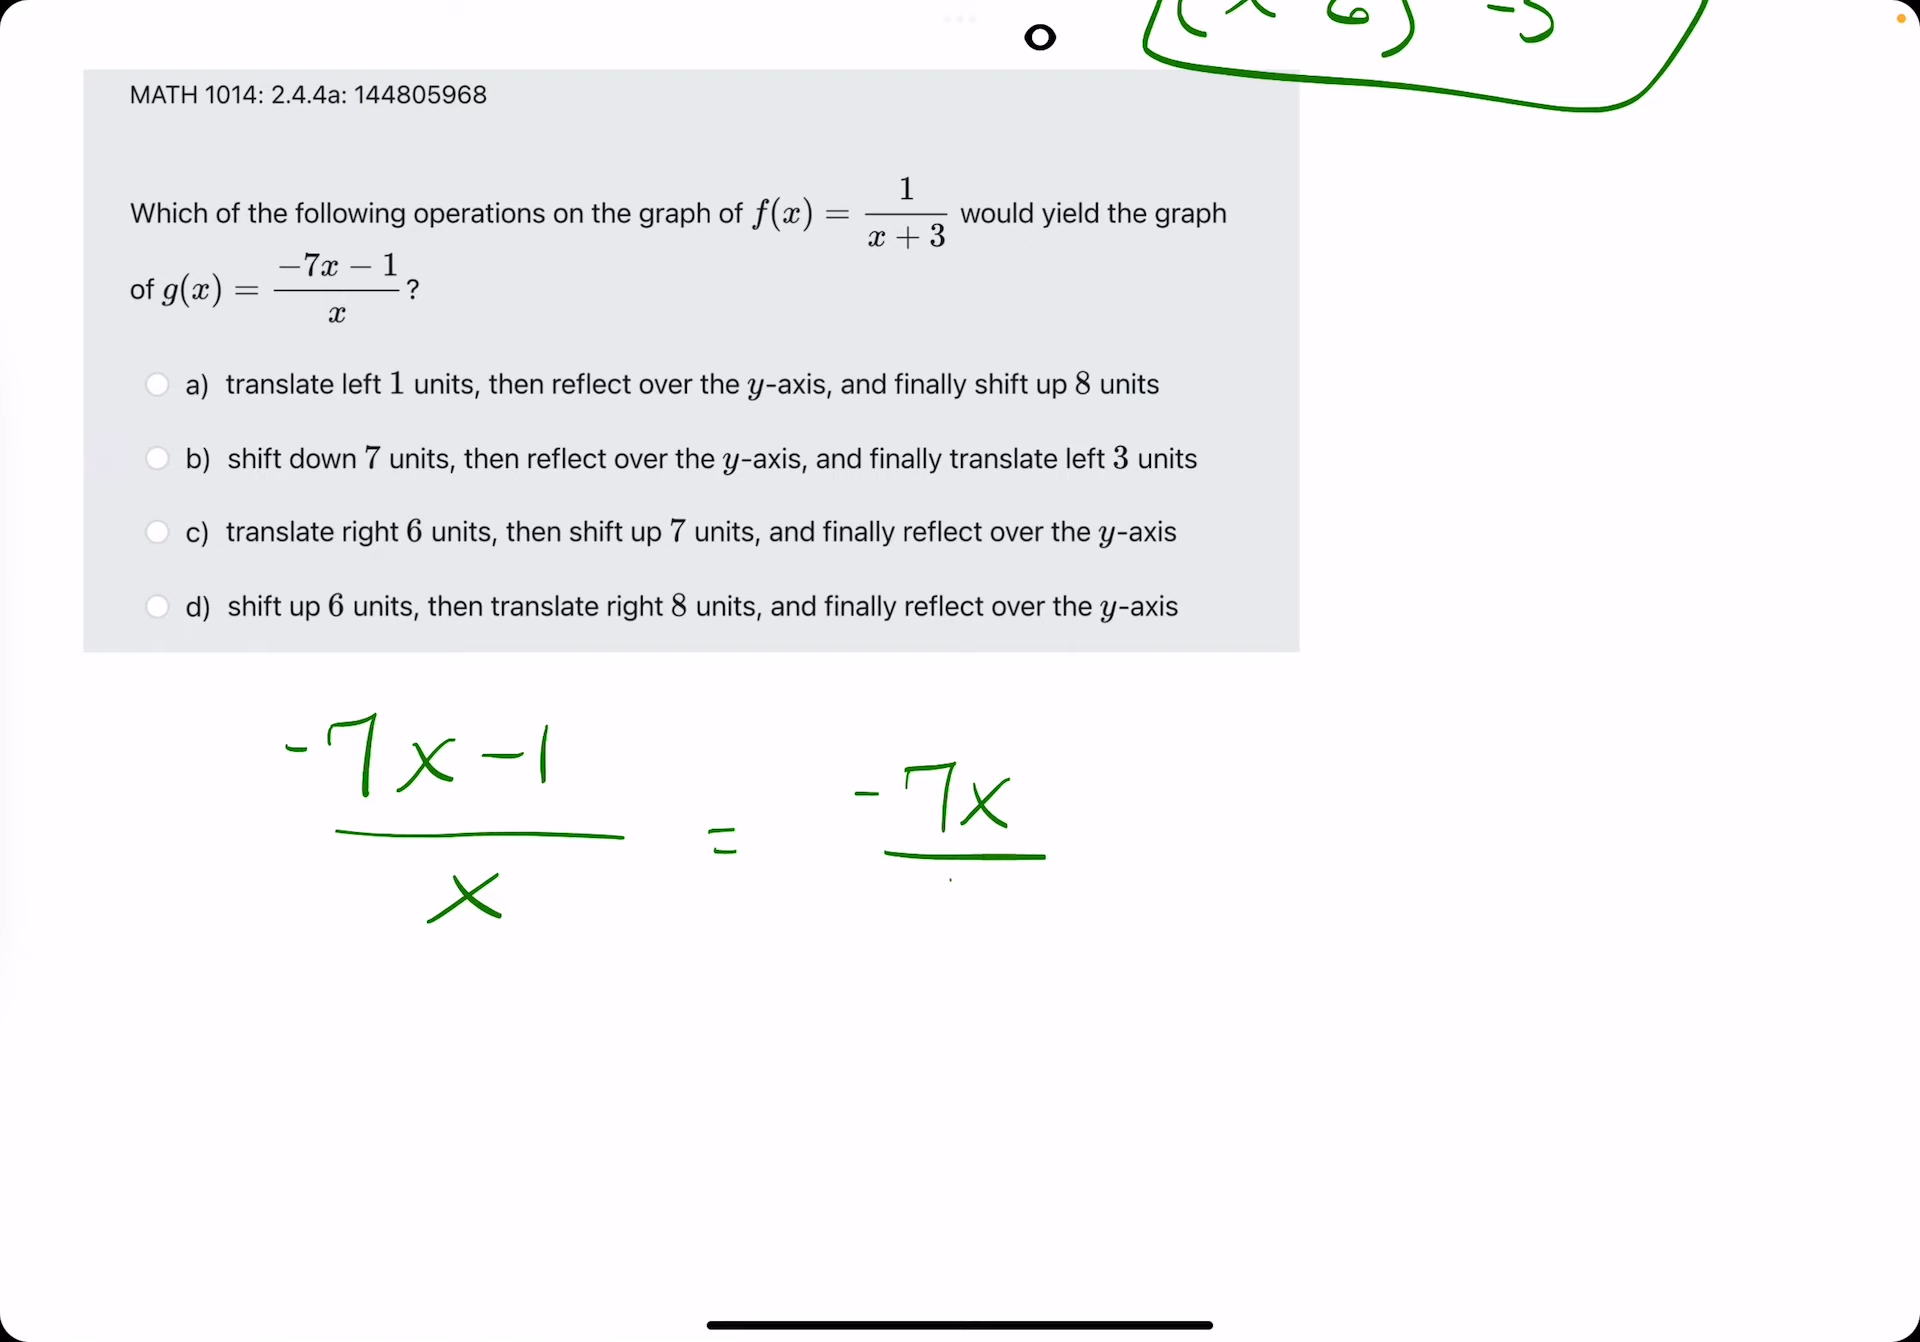 (x 6) -5
MATH 1014: 2.4.4a: 144805968
Which of the following operations on the graph of f(x) = 1/(x + 3) would yield the graph
of g(x) = (−7x − 1)/x ?
a) translate left 1 units, then reflect over the y-axis, and finally shift up 8 units
b) shift down 7 units, then reflect over the y-axis, and finally translate left 3 units
c) translate right 6 units, then shift up 7 units, and finally reflect over the y-axis
d) shift up 6 units, then translate right 8 units, and finally reflect over the y-axis
-7x-1 = -7x
x